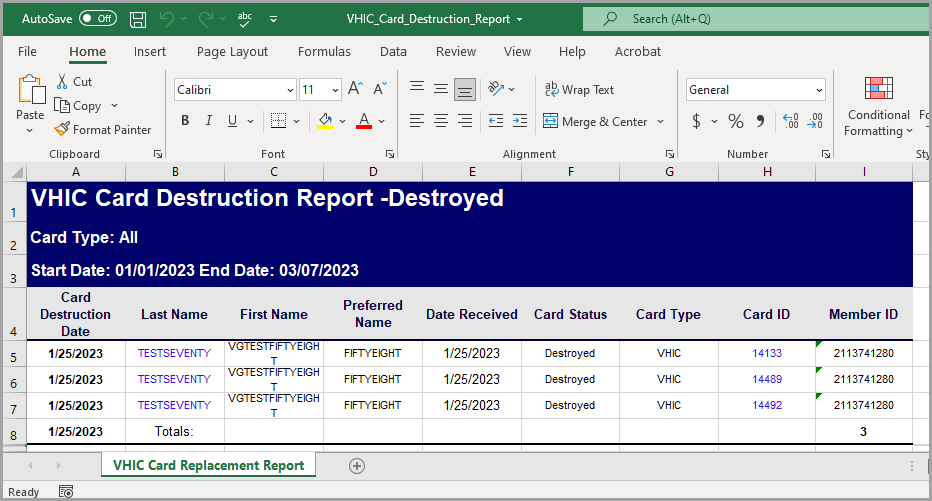 AutoSave Off abc VHIC_Card_Destruction_Report Search (Alt+Q)
File Home Insert Page Layout Formulas Data Review View Help Acrobat
Paste Cut Copy Format Painter
Clipboard
Calibri 11 A A
B I U A
Font
ab Wrap Text
Merge & Center
Alignment
General
$ % 9 .00 .00
Number
Conditional
Formatting
A B C D E F G H I
1 VHIC Card Destruction Report -Destroyed
2 Card Type: All
3 Start Date: 01/01/2023 End Date: 03/07/2023
4 Card Destruction Date Last Name First Name Preferred Name Date Received Card Status Card Type Card ID Member ID
5 1/25/2023 TESTSEVENTY VGTESTFIFTYEIGHT FIFTYEIGHT 1/25/2023 Destroyed VHIC 14133 2113741280
6 1/25/2023 TESTSEVENTY VGTESTFIFTYEIGHT FIFTYEIGHT 1/25/2023 Destroyed VHIC 14489 2113741280
7 1/25/2023 TESTSEVENTY VGTESTFIFTYEIGHT FIFTYEIGHT 1/25/2023 Destroyed VHIC 14492 2113741280
8 1/25/2023 Totals: 3
VHIC Card Replacement Report
Ready